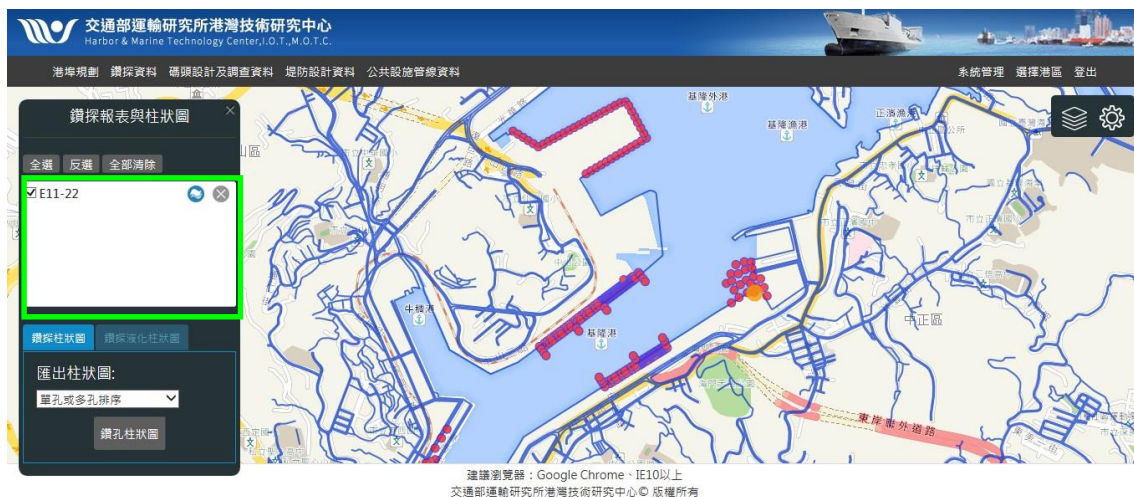 交通部運輸研究所港灣技術研究中心
Harbor & Marine Technology Center,I.O.T.,M.O.T.C.
港埠規劃 鑽探資料 碼頭設計及調查資料 堤防設計資料 公共設施管線資料
系統管理 選擇港區 登出
鑽探報表與柱狀圖
全選 反選 全部清除
E11-22
鑽探柱狀圖 鑽探液化柱狀圖
匯出柱狀圖:
單孔或多孔排序
鑽孔柱狀圖
基隆外港
基隆漁港
正濱漁
牛稠港
基隆港
中正區
東岸聯外道路
建議瀏覽器：Google Chrome、IE10以上
交通部運輸研究所港灣技術研究中心© 版權所有